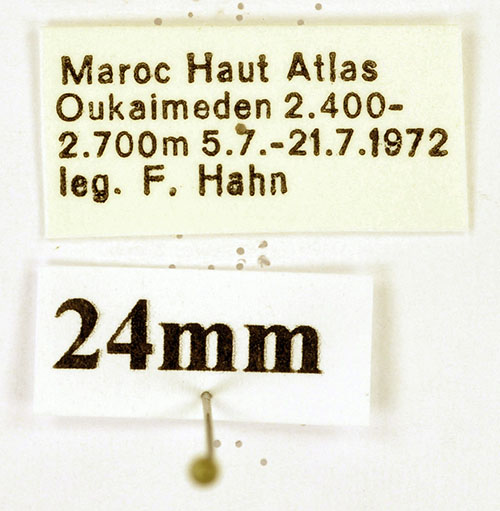 Maroc Haut Atlas
Oukaimeden 2.400-
2.700m 5.7.-21.7.1972
leg. F. Hahn
24mm